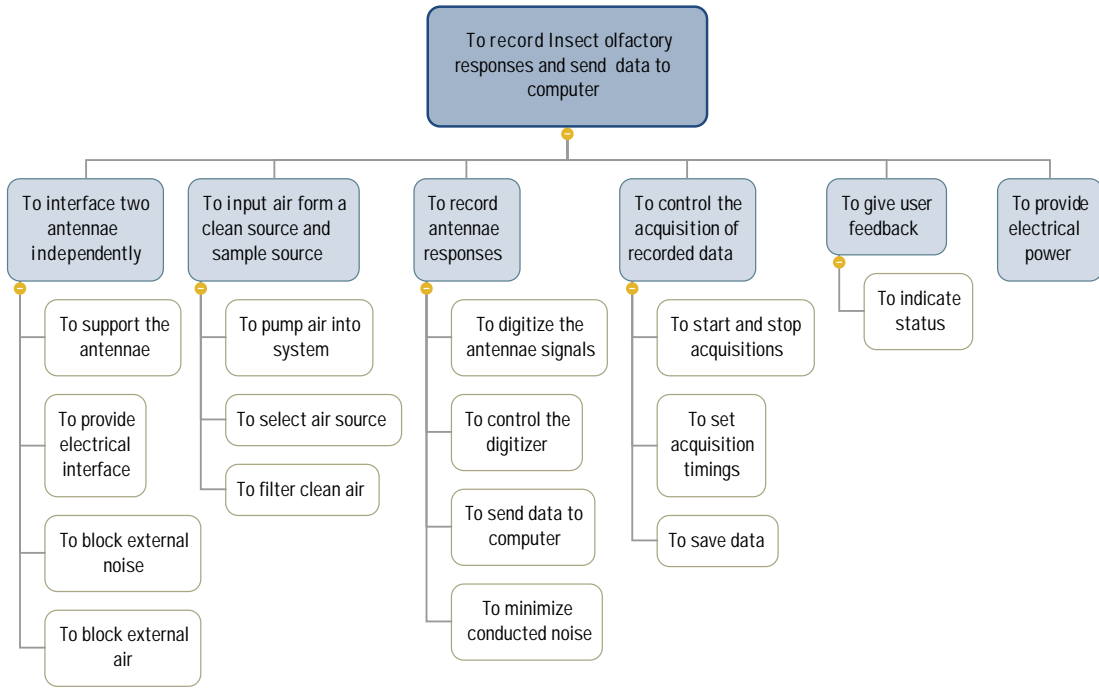 To record Insect olfactory
responses and send data to
computer
To interface two
antennae
independently
To support the
antennae
To provide
electrical
interface
To block external
noise
To block external
air
To input air form a
clean source and
sample source
To pump air into
system
To select air source
To filter clean air
To record
antennae
responses
To digitize the
antennae signals
To control the
digitizer
To send data to
computer
To minimize
conducted noise
To control the
acquisition of
recorded data
To start and stop
acquisitions
To set
acquisition
timings
To save data
To give user
feedback
To indicate
status
To provide
electrical
power